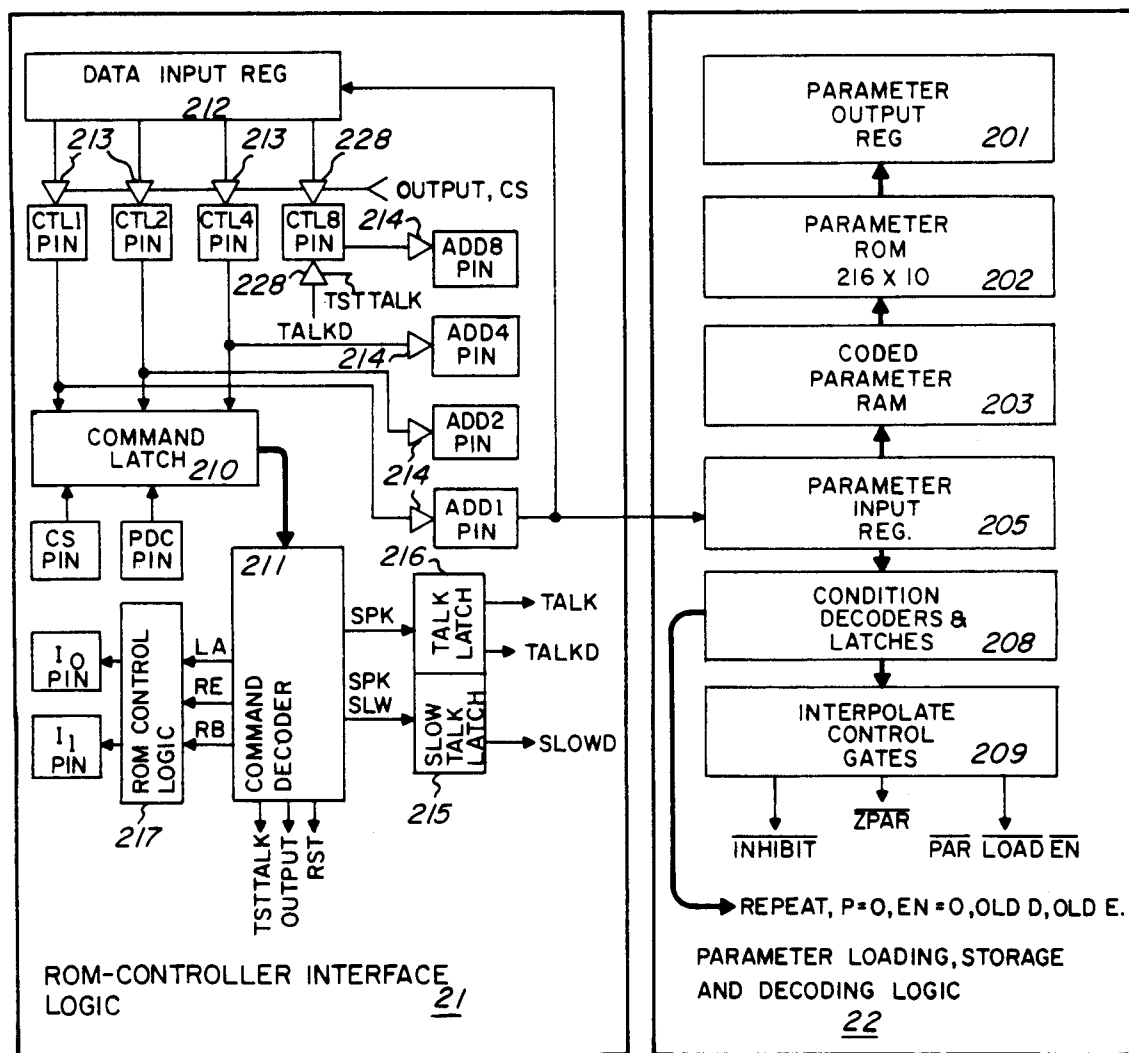 DATA INPUT REG
212
213
213
228
OUTPUT, CS
CTL1
PIN
CTL2
PIN
CTL4
PIN
CTL8
PIN
214
ADD8
PIN
228
TSTTALK
TALKD
ADD4
PIN
214
COMMAND
LATCH
210
ADD2
PIN
214
214
ADD1
PIN
CS
PIN
PDC
PIN
211
COMMAND DECODER
216
SPK
TALK
LATCH
TALK
TALKD
SPK
SLW
SLOW
TALK
LATCH
SLOWD
215
I0
PIN
I1
PIN
ROM CONTROL
LOGIC
217
LA
RE
RB
TSTTALK
OUTPUT
RST
ROM-CONTROLLER INTERFACE
LOGIC
21
PARAMETER
OUTPUT
REG
201
PARAMETER
ROM
216 X 10
202
CODED
PARAMETER
RAM
203
PARAMETER
INPUT
REG.
205
CONDITION
DECODERS &
LATCHES
208
INTERPOLATE
CONTROL
GATES
209
INHIBIT
ZPAR
PAR LOAD EN
REPEAT, P=0, EN=0, OLD D, OLD E.
PARAMETER LOADING, STORAGE
AND DECODING LOGIC
22